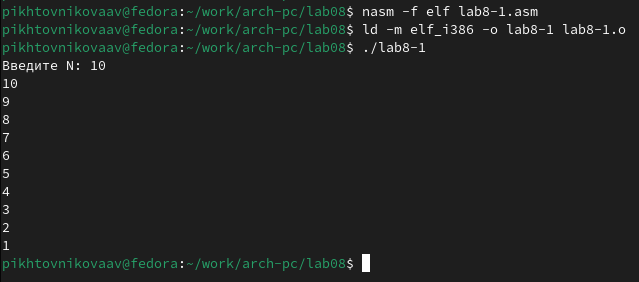 pikhtovnikovaav@fedora:~/work/arch-pc/lab08$ nasm -f elf lab8-1.asm
pikhtovnikovaav@fedora:~/work/arch-pc/lab08$ ld -m elf_i386 -o lab8-1 lab8-1.o
pikhtovnikovaav@fedora:~/work/arch-pc/lab08$ ./lab8-1
Введите N: 10
10
9
8
7
6
5
4
3
2
1
pikhtovnikovaav@fedora:~/work/arch-pc/lab08$